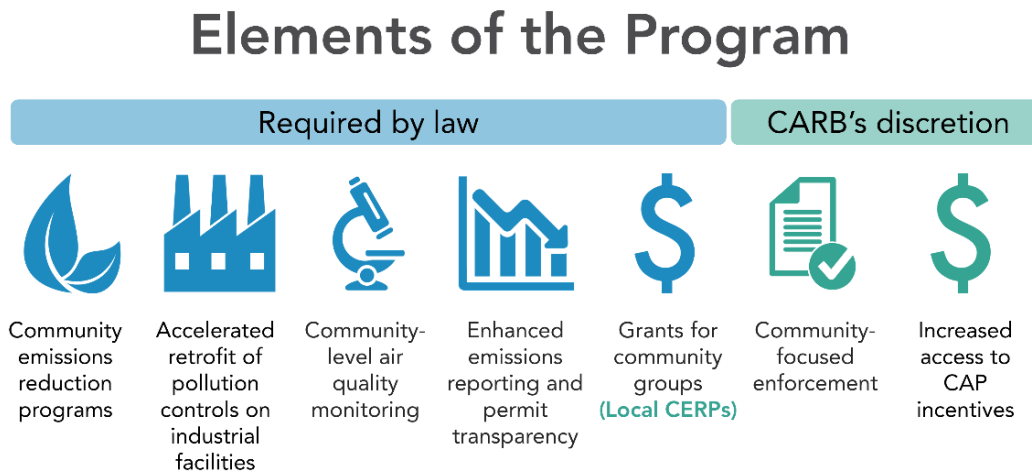 Elements of the Program
Required by law
CARB's discretion
Community
emissions
reduction
programs
Accelerated
retrofit of
pollution
controls on
industrial
facilities
Community-
level air
quality
monitoring
Enhanced
emissions
reporting and
permit
transparency
Grants for
community
groups
(Local CERPs)
Community-
focused
enforcement
Increased
access to
CAP
incentives